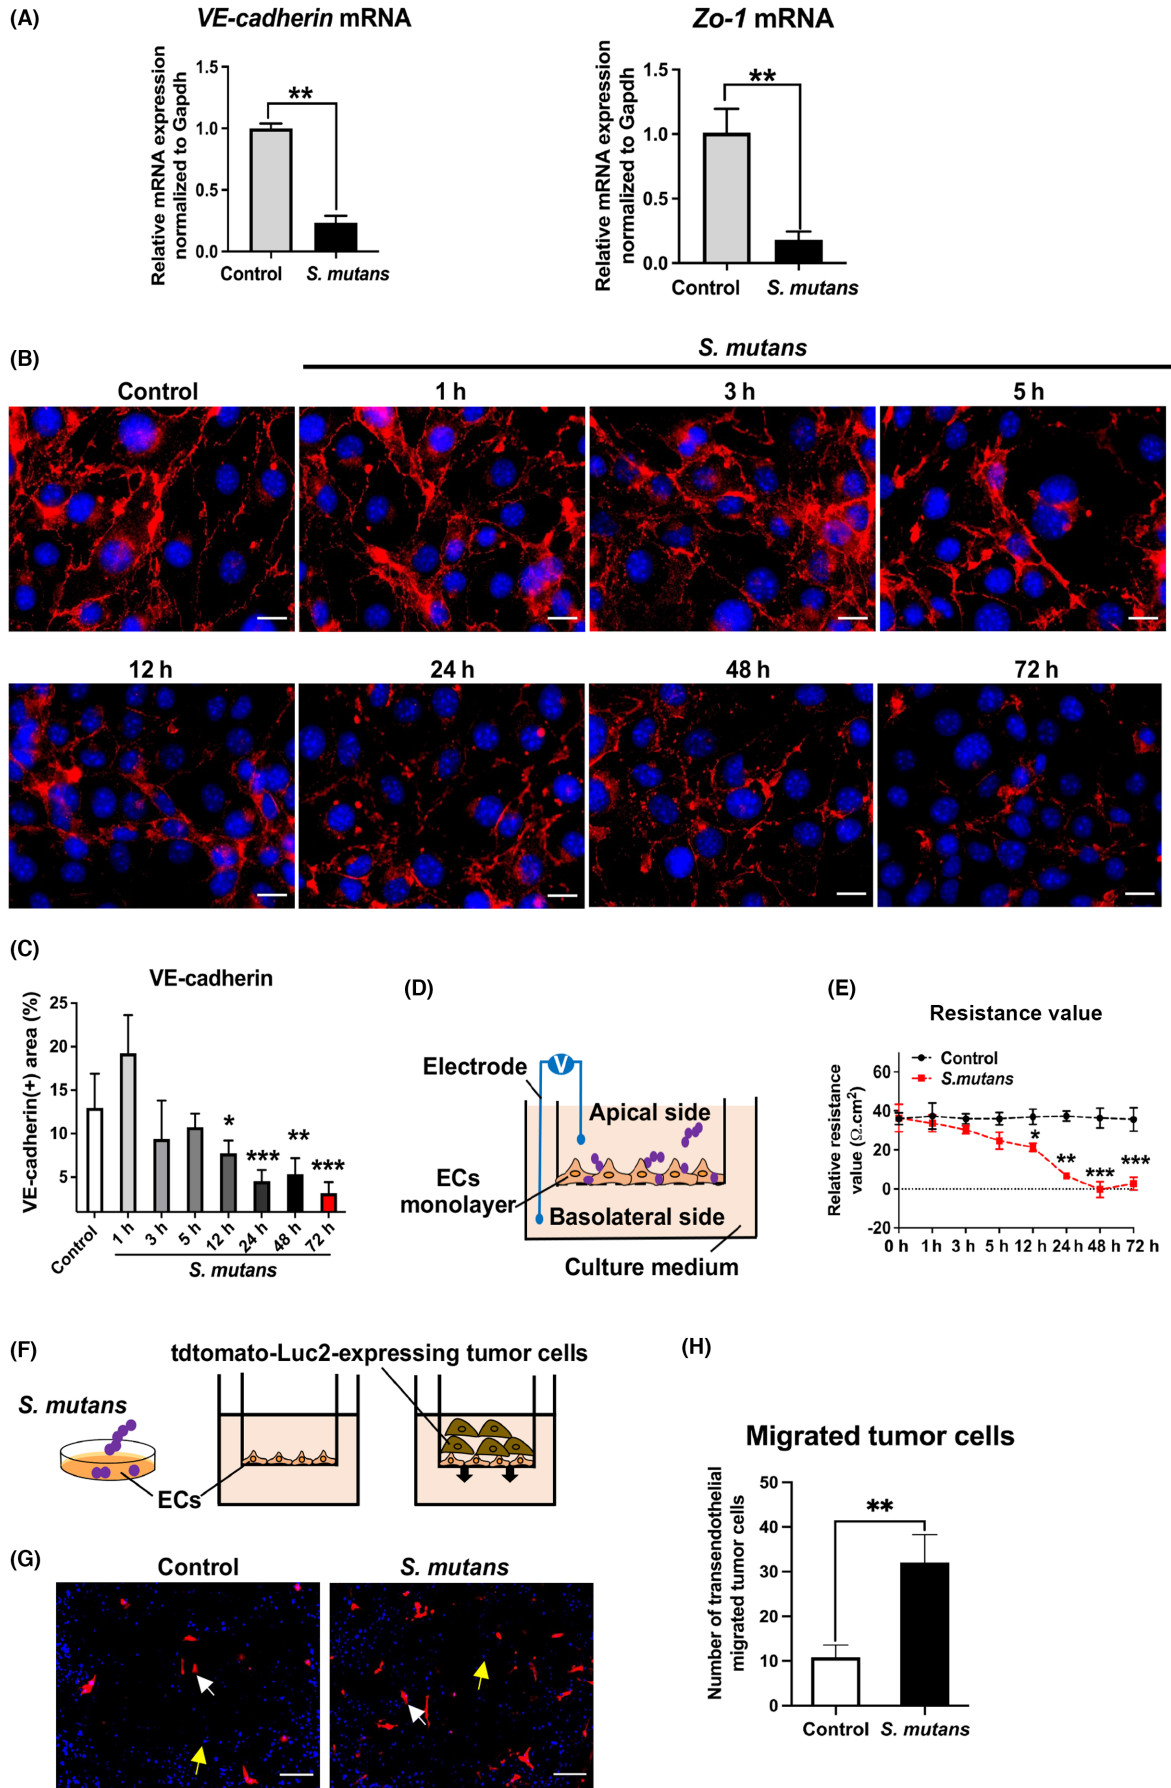 (A)
VE-cadherin mRNA
Relative mRNA expression
normalized to Gapdh
1.5
1.0
0.5
0.0
**
Control
S. mutans
Zo-1 mRNA
Relative mRNA expression
normalized to Gapdh
1.5
1.0
0.5
0.0
**
Control
S. mutans
(B)
S. mutans
Control
1 h
3 h
5 h
12 h
24 h
48 h
72 h
(C)
VE-cadherin
VE-cadherin(+) area (%)
25
20
15
10
5
*
***
**
***
Control
1 h
3 h
5 h
12 h
24 h
48 h
72 h
S. mutans
(D)
Electrode
V
Apical side
ECs
monolayer
Basolateral side
Culture medium
(E)
Resistance value
Control
S.mutans
Relative resistance
value (Ω.cm2)
60
40
20
0
-20
*
**
***
***
0 h
1 h
3 h
5 h
12 h
24 h
48 h
72 h
(F)
tdtomato-Luc2-expressing tumor cells
S. mutans
ECs
(G)
Control
S. mutans
(H)
Migrated tumor cells
Number of transendothelial
migrated tumor cells
50
40
30
20
10
0
**
Control
S. mutans